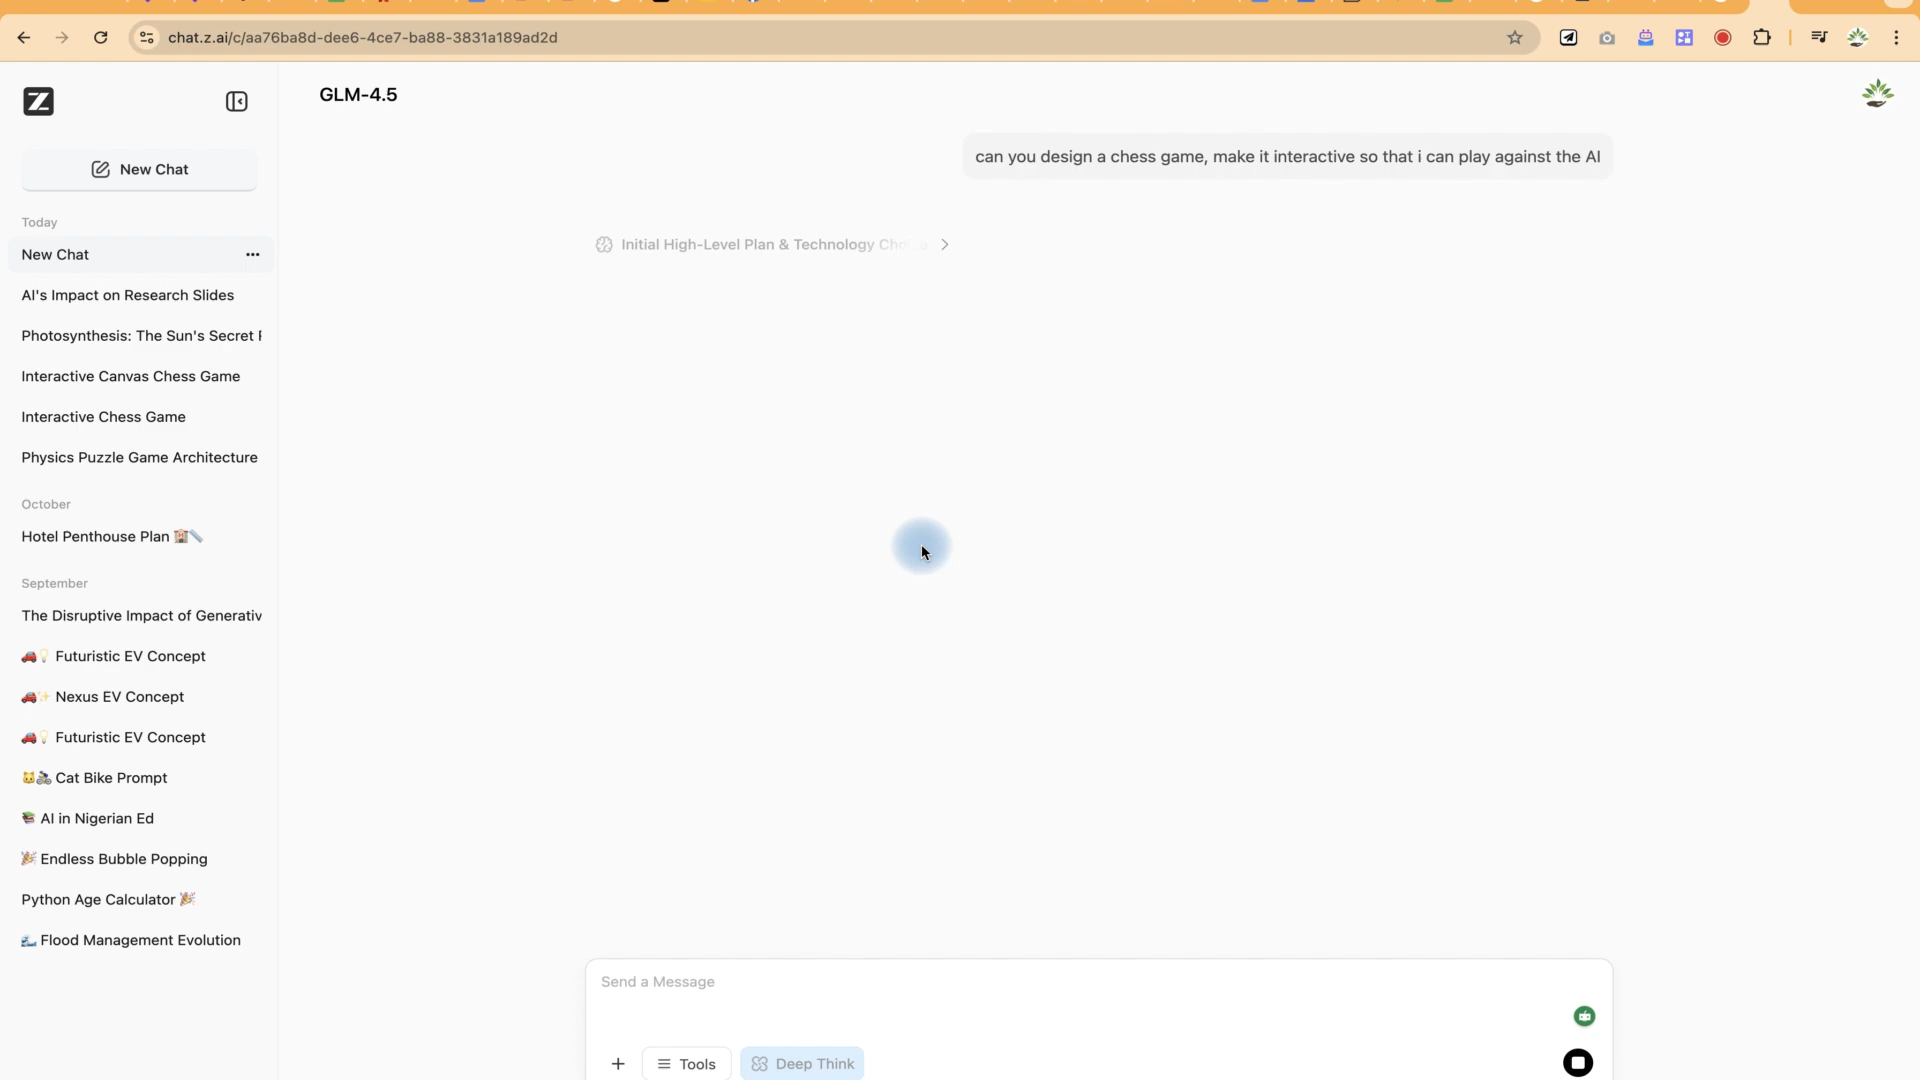 chat.z.ai/c/aa76ba8d-dee6-4ce7-ba88-3831a189ad2d
Z
GLM-4.5
New Chat
can you design a chess game, make it interactive so that i can play against the AI
Today
New Chat
Initial High-Level Plan & Technology
AI's Impact on Research Slides
Photosynthesis: The Sun's Secret
Interactive Canvas Chess Game
Interactive Chess Game
Physics Puzzle Game Architecture
October
Hotel Penthouse Plan 🏨📏
September
The Disruptive Impact of Generativ
🚗💡 Futuristic EV Concept
🚗✨ Nexus EV Concept
🚗💡 Futuristic EV Concept
🐱🚴 Cat Bike Prompt
📚 AI in Nigerian Ed
🎉 Endless Bubble Popping
Python Age Calculator 🎉
🌊 Flood Management Evolution
Send a Message
Tools
Deep Think